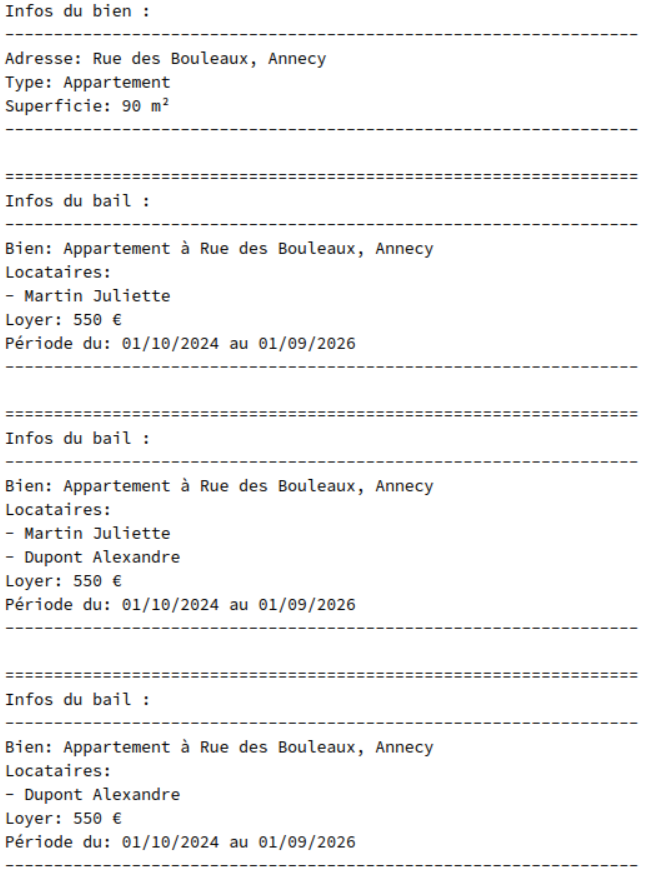 Infos du bien :
-----------------------------------------------------------------
Adresse: Rue des Bouleaux, Annecy
Type: Appartement
Superficie: 90 m²
-----------------------------------------------------------------
=================================================================
Infos du bail :
-----------------------------------------------------------------
Bien: Appartement à Rue des Bouleaux, Annecy
Locataires:
- Martin Juliette
Loyer: 550 €
Période du: 01/10/2024 au 01/09/2026
-----------------------------------------------------------------
=================================================================
Infos du bail :
-----------------------------------------------------------------
Bien: Appartement à Rue des Bouleaux, Annecy
Locataires:
- Martin Juliette
- Dupont Alexandre
Loyer: 550 €
Période du: 01/10/2024 au 01/09/2026
-----------------------------------------------------------------
=================================================================
Infos du bail :
-----------------------------------------------------------------
Bien: Appartement à Rue des Bouleaux, Annecy
Locataires:
- Dupont Alexandre
Loyer: 550 €
Période du: 01/10/2024 au 01/09/2026
-----------------------------------------------------------------